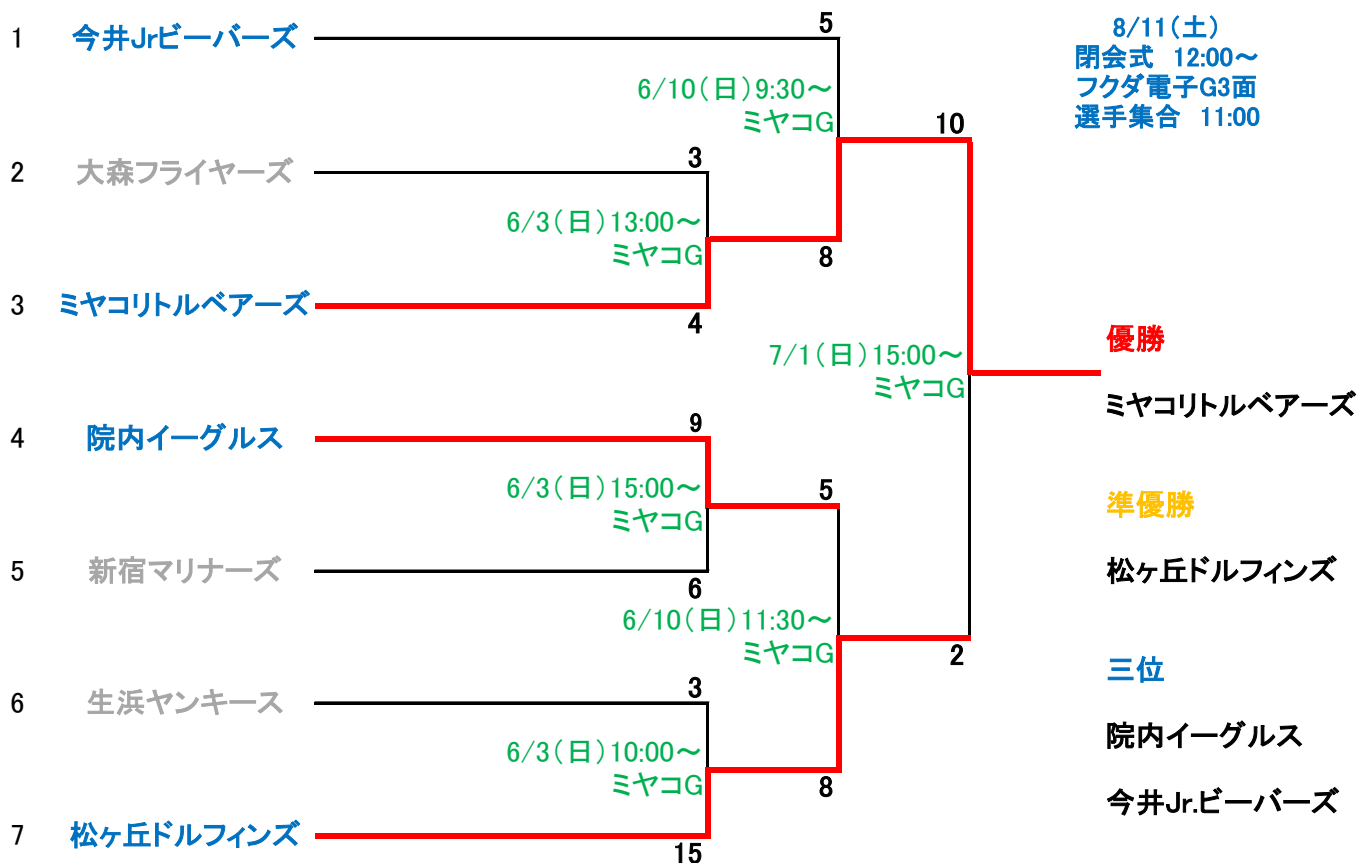 1 今井Jrビーバーズ 5
8/11(土)
閉会式 12:00～
フクダ電子G3面
選手集合 11:00
6/10(日)9:30～
ミヤコG
10
2 大森フライヤーズ 3
6/3(日)13:00～
ミヤコG
8
3 ミヤコリトルベアーズ 4
優勝
7/1(日)15:00～
ミヤコG
ミヤコリトルベアーズ
4 院内イーグルス 9
6/3(日)15:00～
ミヤコG
5
準優勝
5 新宿マリナーズ 6
松ヶ丘ドルフィンズ
6/10(日)11:30～
ミヤコG
2
三位
6 生浜ヤンキース 3
院内イーグルス
6/3(日)10:00～
ミヤコG
8
今井Jr.ビーバーズ
7 松ヶ丘ドルフィンズ 15